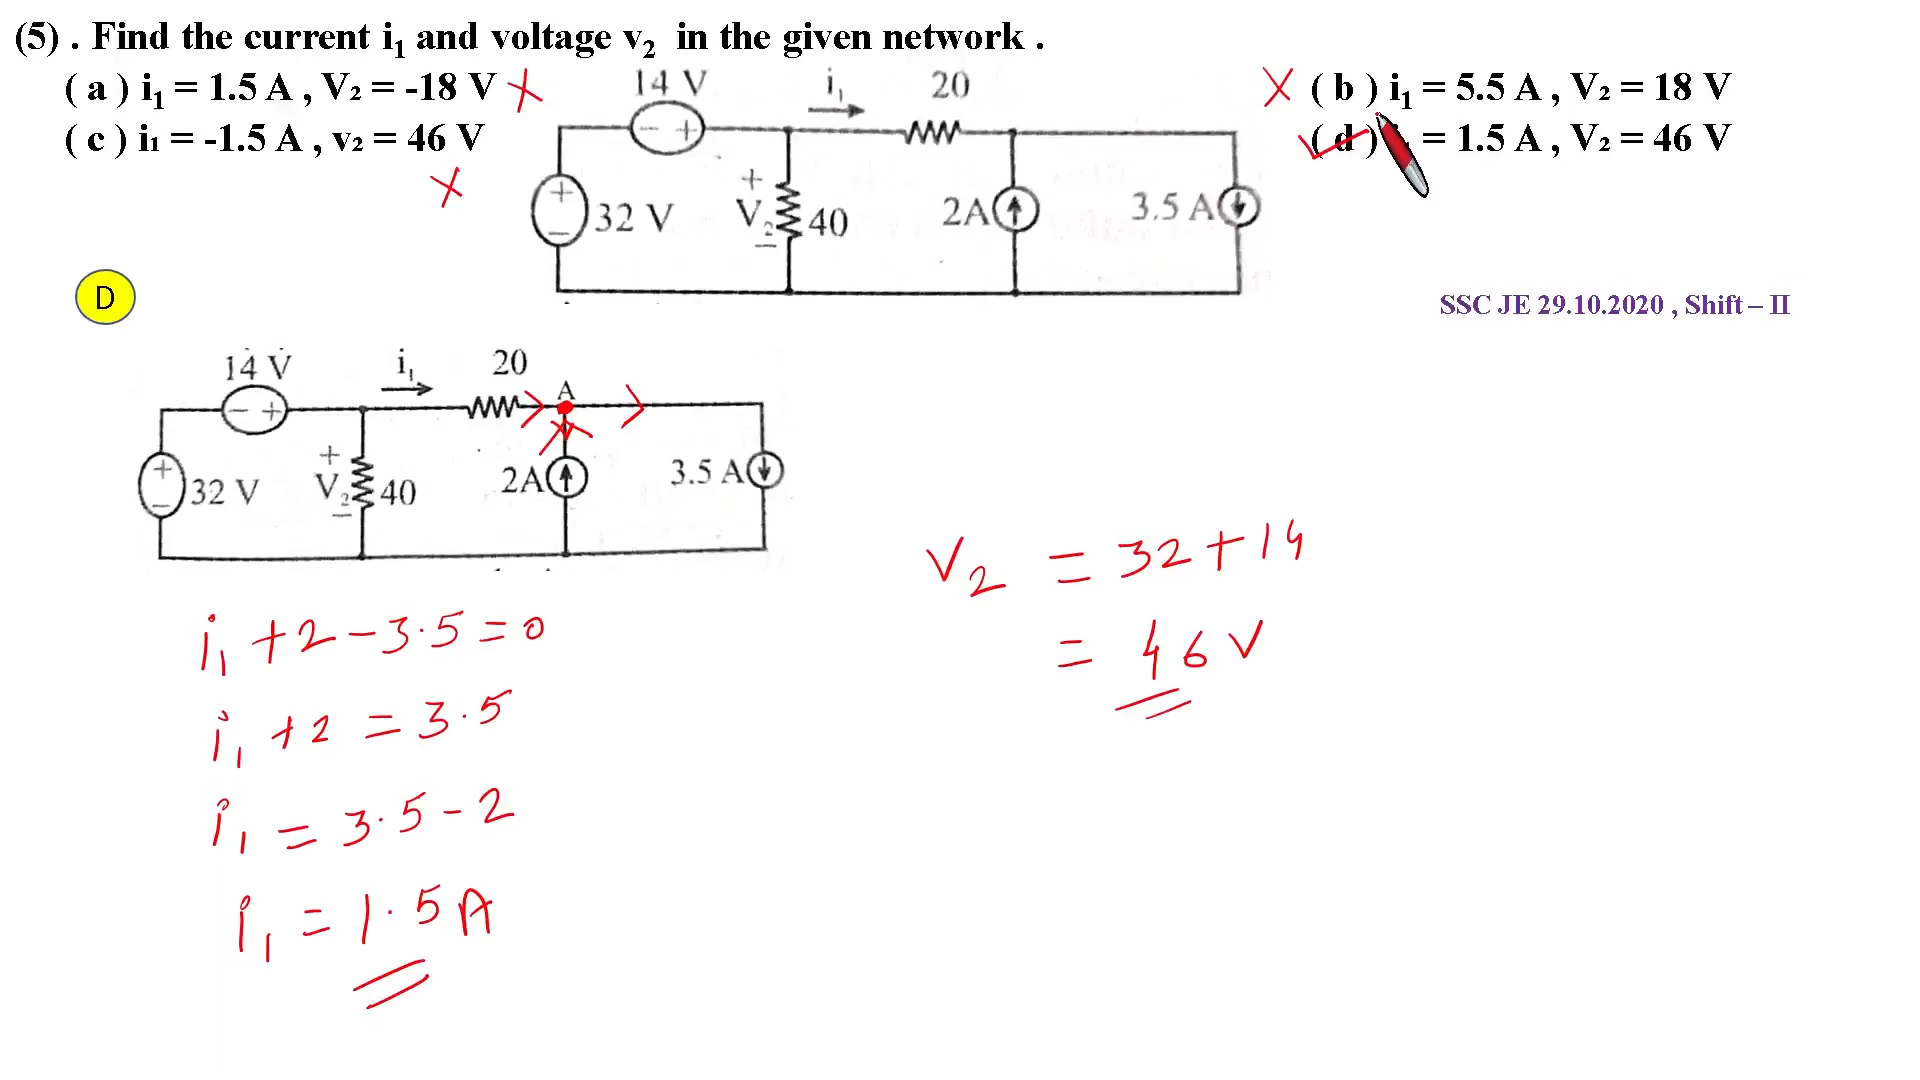 (5) . Find the current i₁ and voltage v₂ in the given network .
( a ) i₁ = 1.5 A , V₂ = -18 V
( b ) i₁ = 5.5 A , V₂ = 18 V
( c ) i₁ = -1.5 A , v₂ = 46 V
( d ) = 1.5 A , V₂ = 46 V
14 V i₁ 20
+ − + 32 V − + V₂ − 40 2A 3.5 A
D
SSC JE 29.10.2020 , Shift – II
14 V i₁ 20 A
− +
+ 32 V − + V₂ − 40 2A 3.5 A
i₁ + 2 − 3.5 = 0
i₁ + 2 = 3.5
i₁ = 3.5 − 2
i₁ = 1.5 A
V₂ = 32 + 14
= 46 V